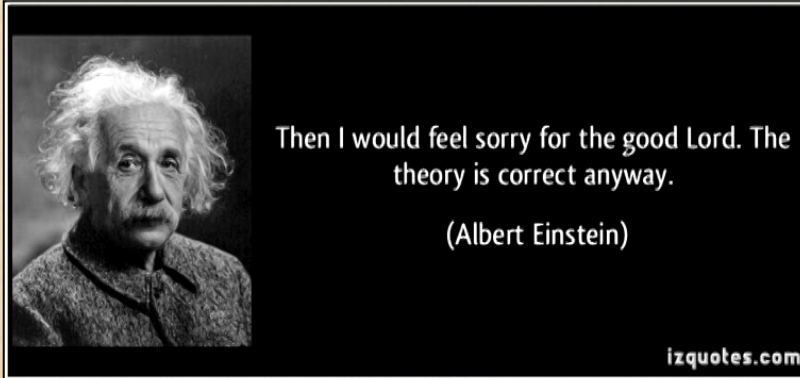 Then I would feel sorry for the good Lord. The
theory is correct anyway.
(Albert Einstein)
izquotes.com